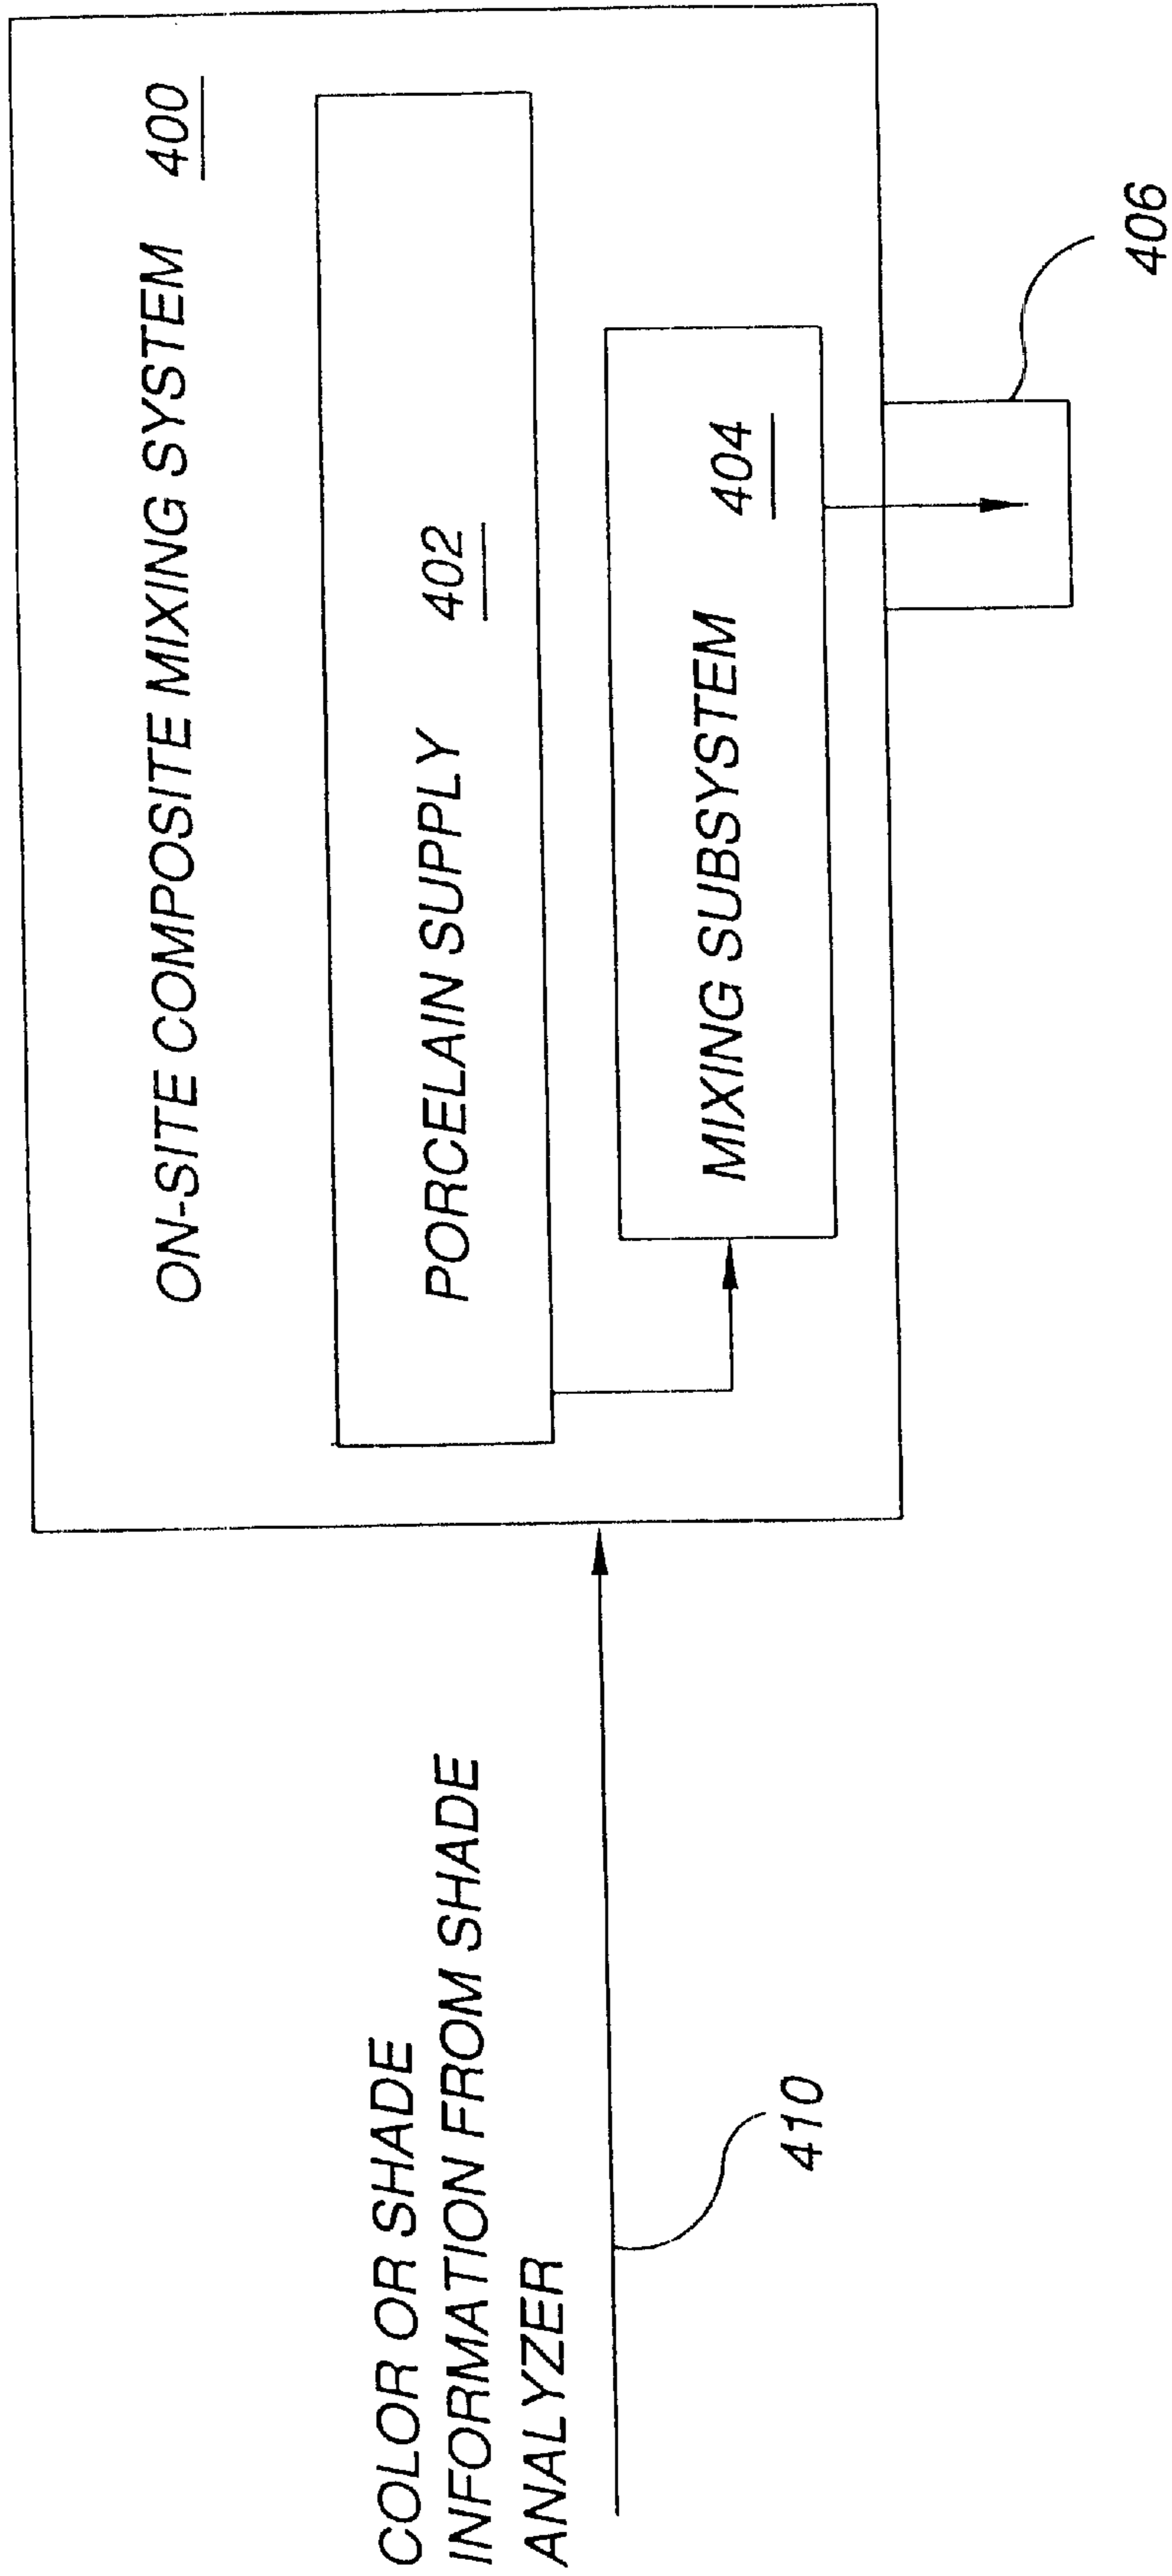 ON-SITE COMPOSITE MIXING SYSTEM 400
PORCELAIN SUPPLY 402
MIXING SUBSYSTEM 404
406
COLOR OR SHADE
INFORMATION FROM SHADE
ANALYZER
410